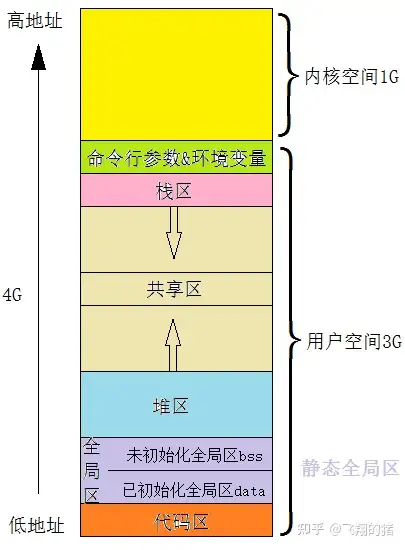 高地址
内核空间1G
命令行参数&环境变量
栈区
4G
共享区
用户空间3G
堆区
全局区
未初始化全局区bss
静态全局区
已初始化全局区data
低地址
代码区
知乎 @飞翔的猪